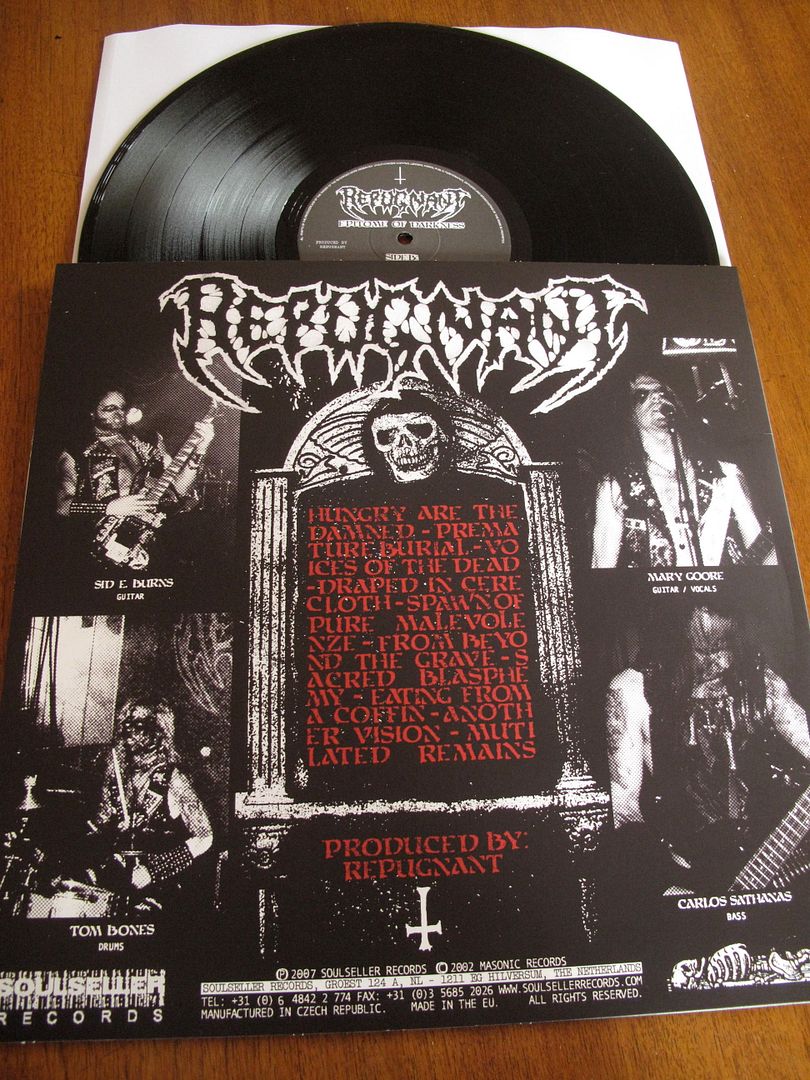 REPUGNANT
EPITOME OF DARKNESS
PRODUCED BY
REPUGNANT
REPUGNANT
HUNGRY ARE THE
DAMNED - PREMA
TURE BURIAL - VO
ICES OF THE DEAD
- DRAPED IN CERE
CLOTH - SPAWN OF
PURE MALEVOLE
NZE - FROM BEYO
ND THE GRAVE - S
ACRED BLASPHE
MY - EATING FROM
A COFFIN - ANOTH
ER VISION - MUTI
LATED REMAINS
SID E. BURNS
GUITAR
MARY GOORE
GUITAR / VOCALS
PRODUCED BY:
REPUGNANT
TOM BONES
DRUMS
CARLOS SATHANAS
BASS
SOULSELLER
RECORDS
Ⓟ 2007 SOULSELLER RECORDS © 2002 MASONIC RECORDS
SOULSELLER RECORDS, GROEST 124 A, NL - 1211 EG HILVERSUM, THE NETHERLANDS
TEL: +31 (0) 6 4842 2 774 FAX: +31 (0)3 5685 2026 WWW.SOULSELLERRECORDS.COM
MANUFACTURED IN CZECH REPUBLIC. MADE IN THE EU. ALL RIGHTS RESERVED.